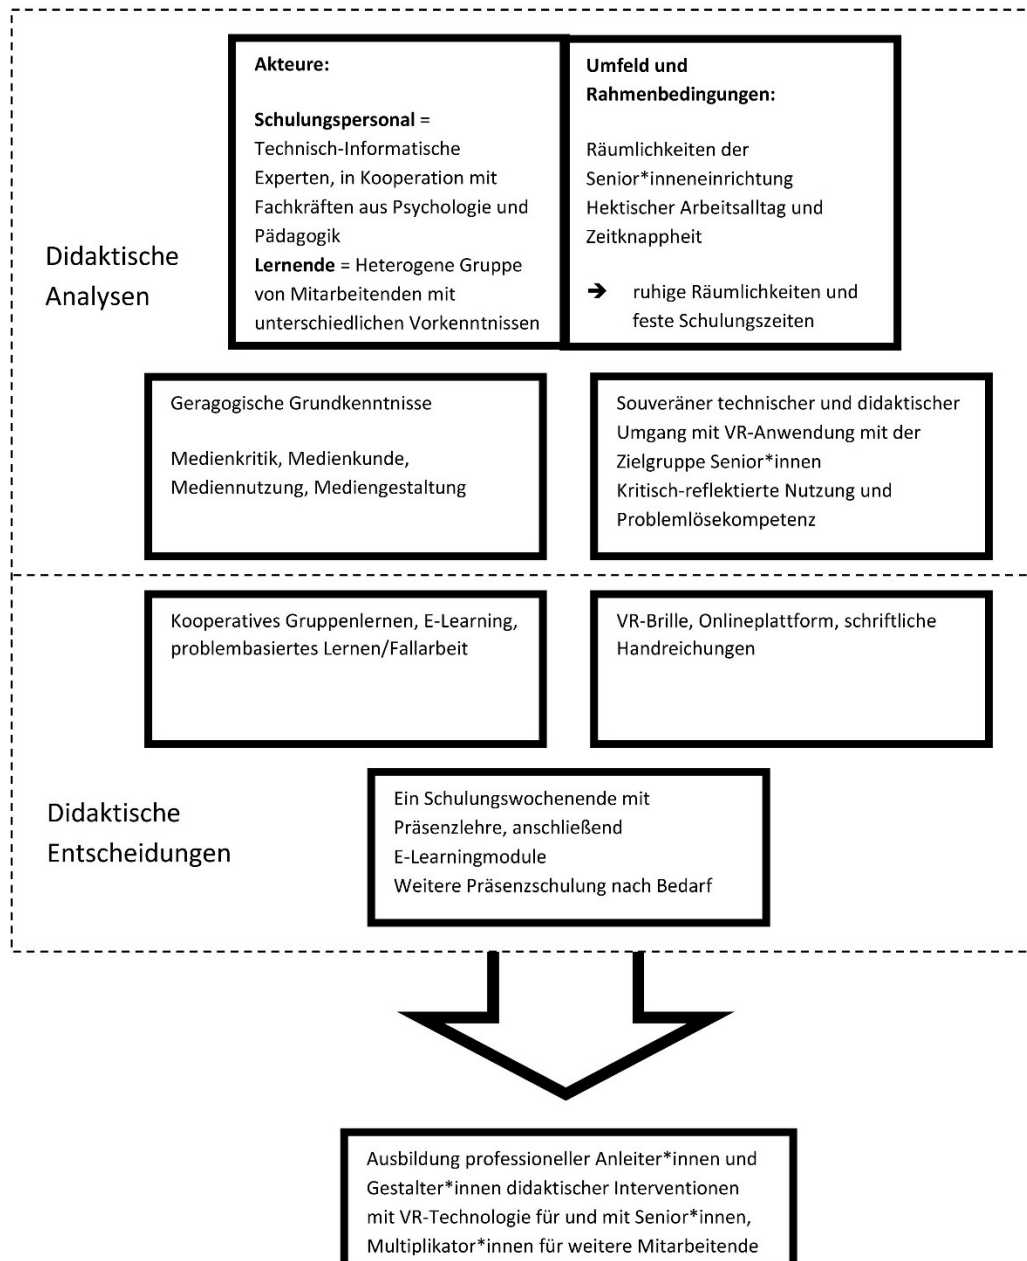 Didaktische
Analysen
Akteure:
Schulungspersonal =
Technisch-Informatische
Experten, in Kooperation mit
Fachkräften aus Psychologie und
Pädagogik
Lernende = Heterogene Gruppe
von Mitarbeitenden mit
unterschiedlichen Vorkenntnissen
Umfeld und
Rahmenbedingungen:
Räumlichkeiten der
Senior*inneneinrichtung
Hektischer Arbeitsalltag und
Zeitknappheit
➔ ruhige Räumlichkeiten und
feste Schulungszeiten
Geragogische Grundkenntnisse
Medienkritik, Medienkunde,
Mediennutzung, Mediengestaltung
Souveräner technischer und didaktischer
Umgang mit VR-Anwendung mit der
Zielgruppe Senior*innen
Kritisch-reflektierte Nutzung und
Problemlösekompetenz
Didaktische
Entscheidungen
Kooperatives Gruppenlernen, E-Learning,
problembasiertes Lernen/Fallarbeit
VR-Brille, Onlineplattform, schriftliche
Handreichungen
Ein Schulungswochenende mit
Präsenzlehre, anschließend
E-Learningmodule
Weitere Präsenzschulung nach Bedarf
Ausbildung professioneller Anleiter*innen und
Gestalter*innen didaktischer Interventionen
mit VR-Technologie für und mit Senior*innen,
Multiplikator*innen für weitere Mitarbeitende